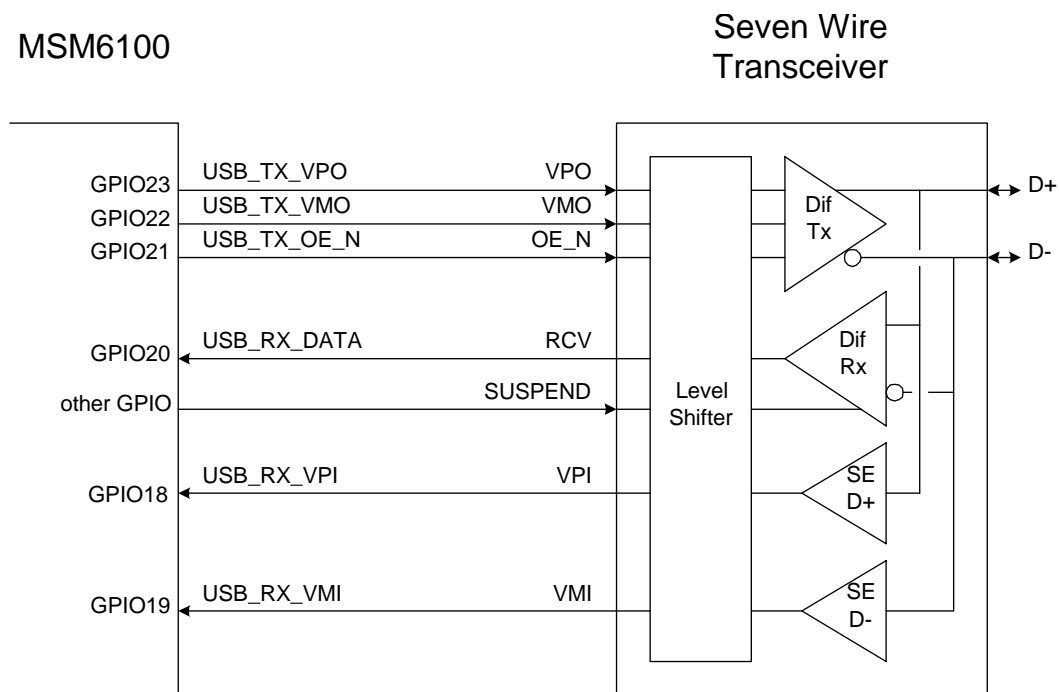 MSM6100
Seven Wire
Transceiver
GPIO23
USB_TX_VPO
VPO
D+
GPIO22
USB_TX_VMO
VMO
Dif
Tx
GPIO21
USB_TX_OE_N
OE_N
D-
GPIO20
USB_RX_DATA
RCV
Dif
Rx
other GPIO
SUSPEND
Level
Shifter
GPIO18
USB_RX_VPI
VPI
SE
D+
GPIO19
USB_RX_VMI
VMI
SE
D-